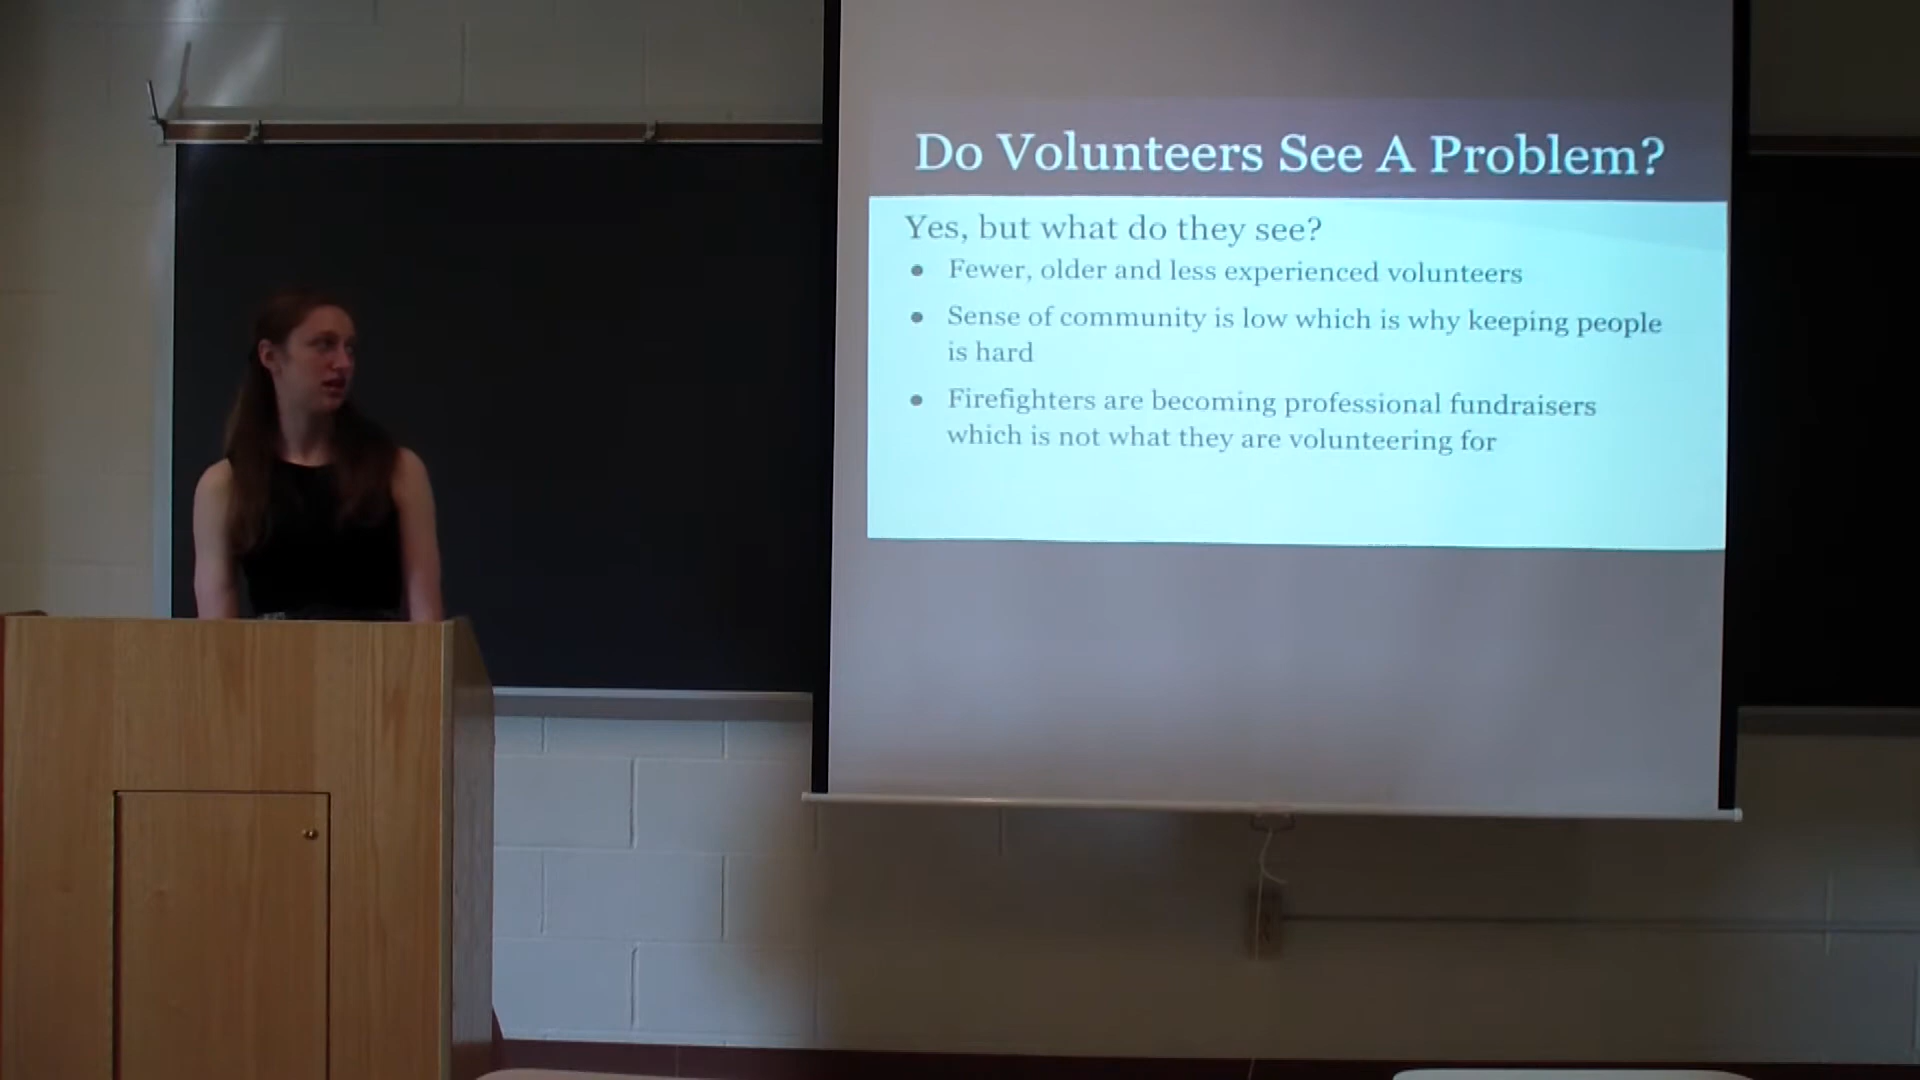 Do Volunteers See A Problem?
Yes, but what do they see?
● Fewer, older and less experienced volunteers
● Sense of community is low which is why keeping people
is hard
● Firefighters are becoming professional fundraisers
which is not what they are volunteering for